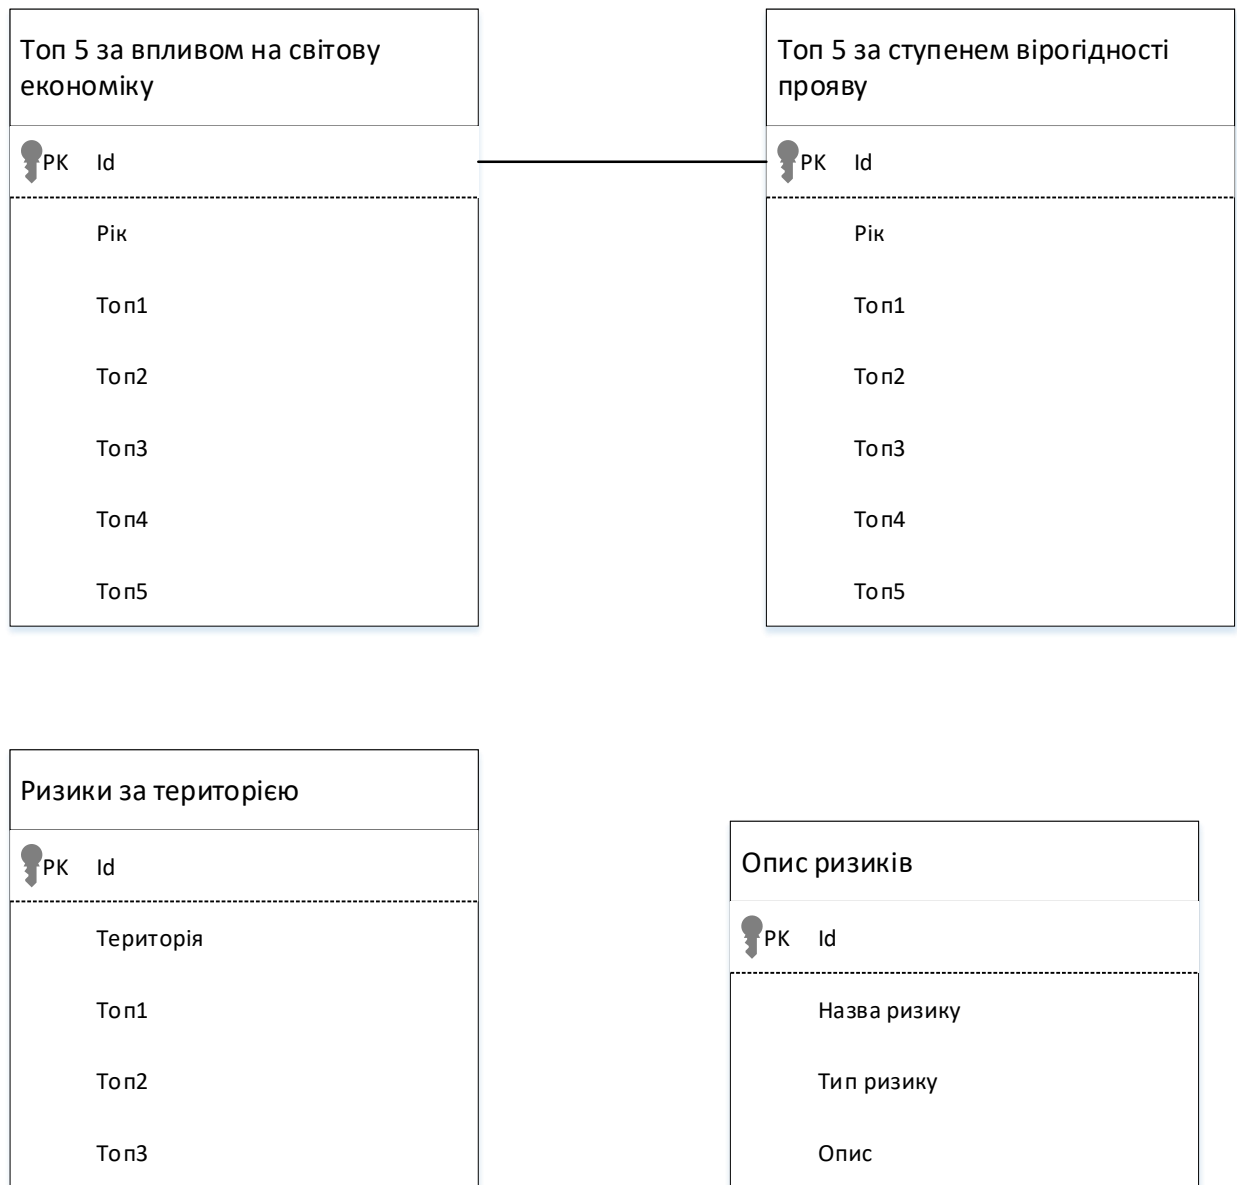 Топ 5 за впливом на світову
економіку
PK Id
Рік
Топ1
Топ2
Топ3
Топ4
Топ5
Топ 5 за ступенем вірогідності
прояву
PK Id
Рік
Топ1
Топ2
Топ3
Топ4
Топ5
Ризики за територією
PK Id
Територія
Топ1
Топ2
Топ3
Опис ризиків
PK Id
Назва ризику
Тип ризику
Опис